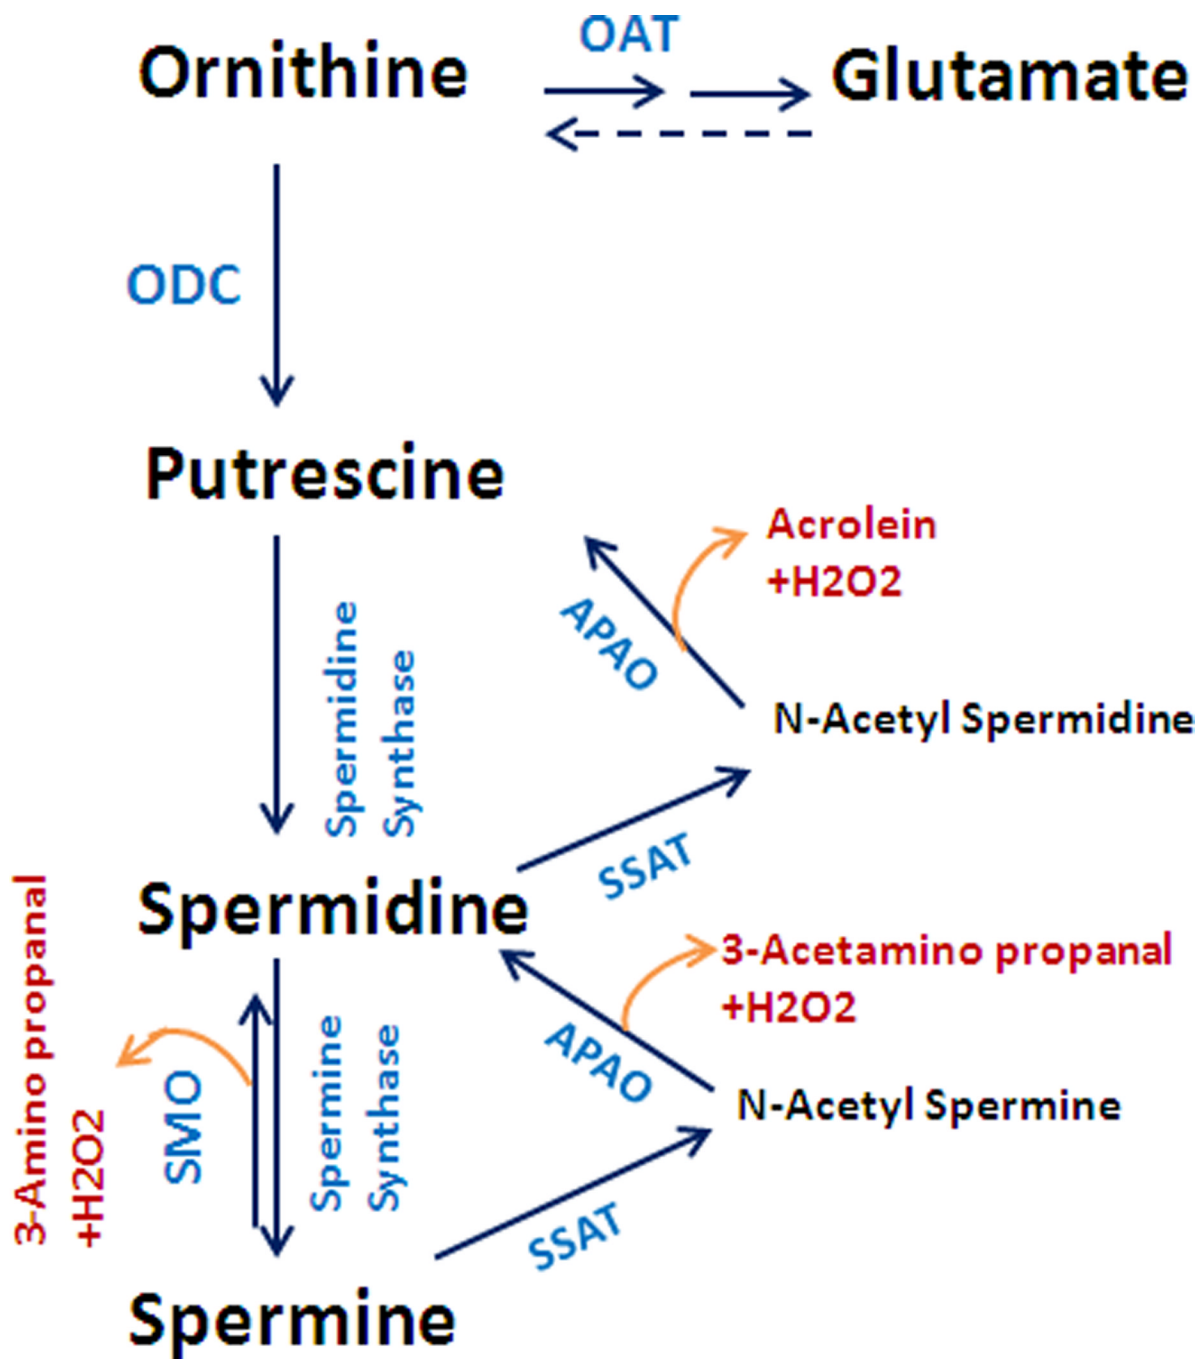 OAT
Ornithine
Glutamate
ODC
Putrescine
Acrolein
+H2O2
APAO
Spermidine
Synthase
N-Acetyl Spermidine
SSAT
Spermidine
3-Acetamino propanal
+H2O2
APAO
3-Amino propanal
+H2O2
SMO
Spermine
Synthase
N-Acetyl Spermine
SSAT
Spermine